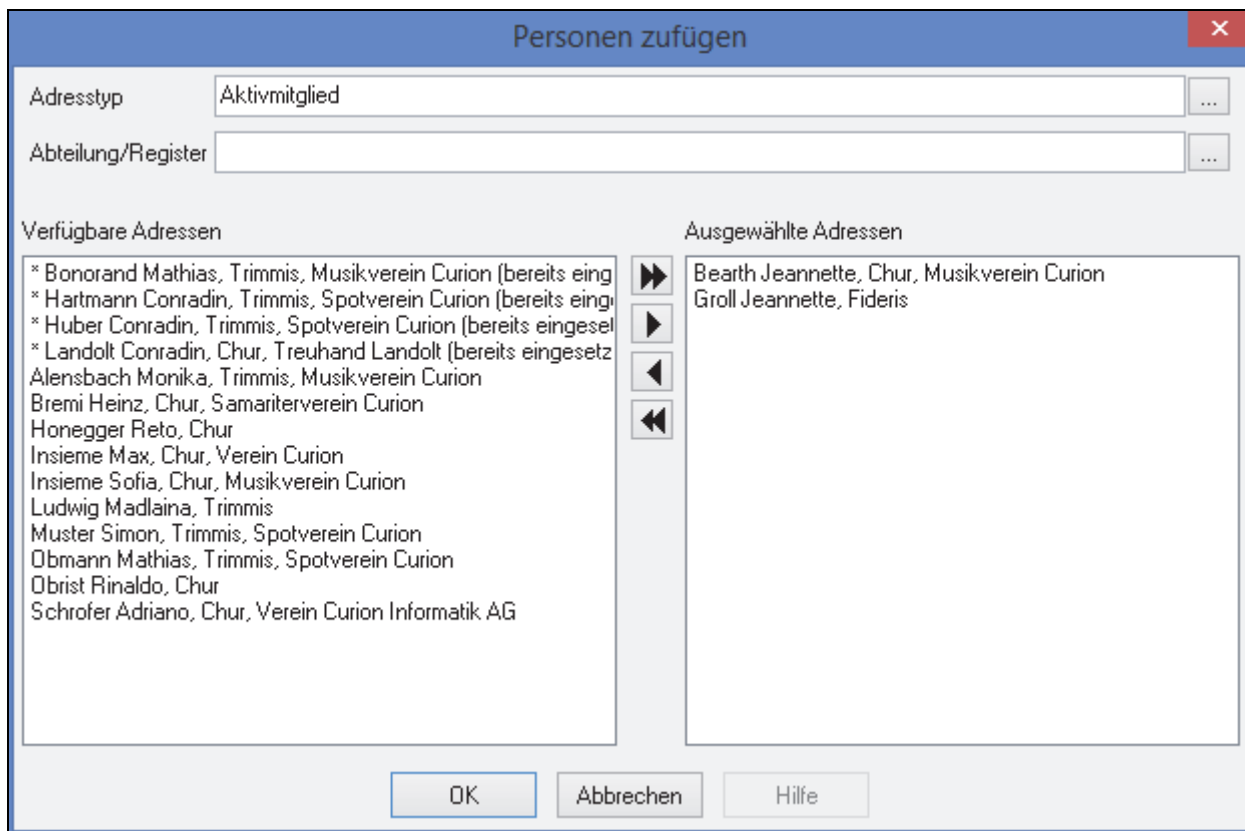 Personen zufügen
Adresstyp
Aktivmitglied
...
Abteilung/Register
...
Verfügbare Adressen
Ausgewählte Adressen
* Bonorand Mathias, Trimmis, Musikverein Curion (bereits eing
* Hartmann Conradin, Trimmis, Spotverein Curion (bereits eing
* Huber Conradin, Trimmis, Spotverein Curion (bereits eingesel
* Landolt Conradin, Chur, Treuhand Landolt (bereits eingesetz
Alensbach Monika, Trimmis, Musikverein Curion
Bremi Heinz, Chur, Samariterverein Curion
Honegger Reto, Chur
Insieme Max, Chur, Verein Curion
Insieme Sofia, Chur, Musikverein Curion
Ludwig Madlaina, Trimmis
Muster Simon, Trimmis, Spotverein Curion
Obmann Mathias, Trimmis, Spotverein Curion
Obrist Rinaldo, Chur
Schrofer Adriano, Chur, Verein Curion Informatik AG
Bearth Jeannette, Chur, Musikverein Curion
Groll Jeannette, Fideris
OK
Abbrechen
Hilfe